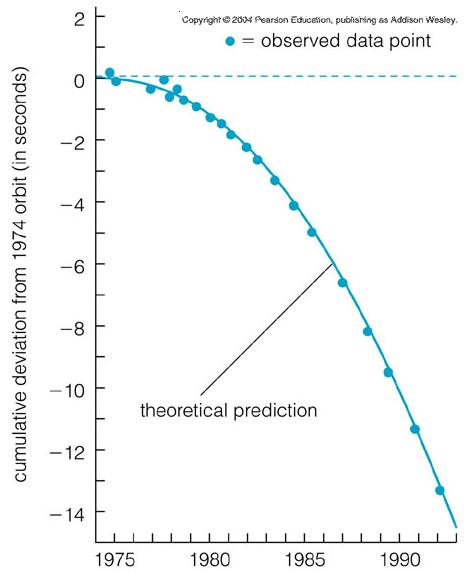 Copyright © 2004 Pearson Education, publishing as Addison Wesley.
= observed data point
cumulative deviation from 1974 orbit (in seconds)
2
0
−2
−4
−6
−8
−10
−12
−14
theoretical prediction
1975 1980 1985 1990